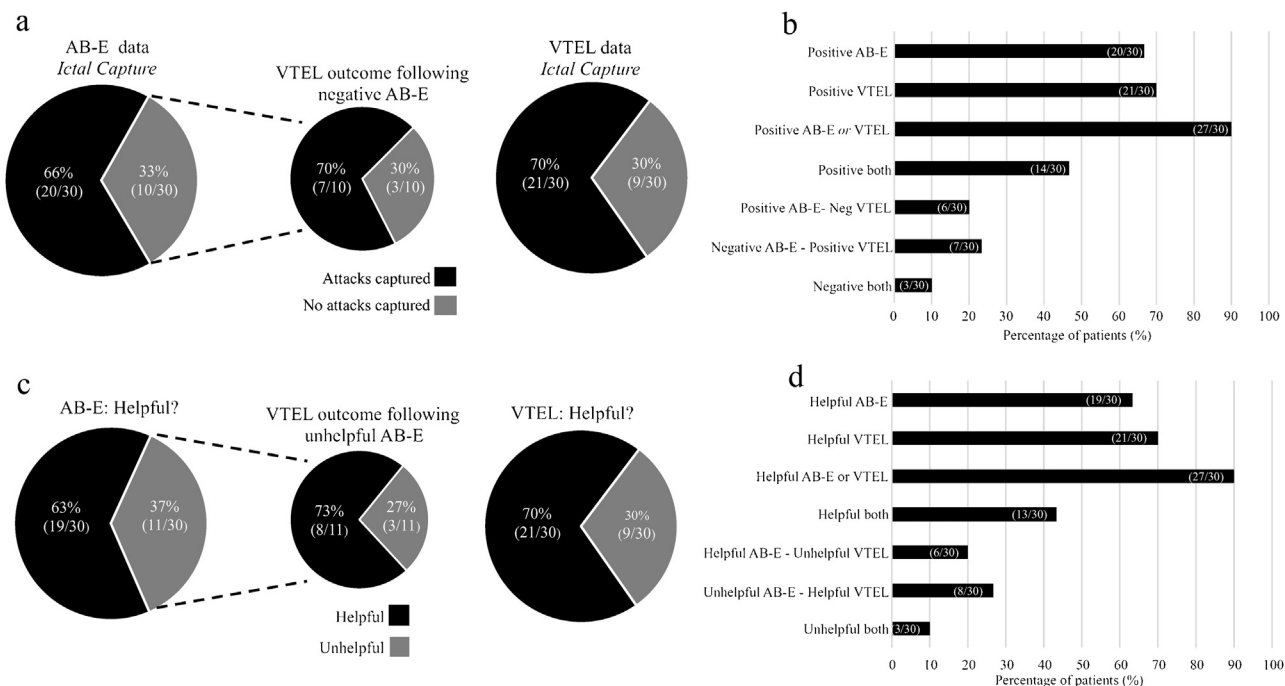 a
AB-E data
Ictal Capture
VTEL outcome following
negative AB-E
VTEL data
Ictal Capture
66%
(20/30)
33%
(10/30)
70%
(7/10)
30%
(3/10)
70%
(21/30)
30%
(9/30)
Attacks captured
No attacks captured
b
Positive AB-E
(20/30)
Positive VTEL
(21/30)
Positive AB-E or VTEL
(27/30)
Positive both
(14/30)
Positive AB-E- Neg VTEL
(6/30)
Negative AB-E - Positive VTEL
(7/30)
Negative both
(3/30)
0 10 20 30 40 50 60 70 80 90 100
Percentage of patients (%)
c
AB-E: Helpful?
VTEL outcome following
unhelpful AB-E
VTEL: Helpful?
63%
(19/30)
37%
(11/30)
73%
(8/11)
27%
(3/11)
70%
(21/30)
30%
(9/30)
Helpful
Unhelpful
d
Helpful AB-E
(19/30)
Helpful VTEL
(21/30)
Helpful AB-E or VTEL
(27/30)
Helpful both
(13/30)
Helpful AB-E - Unhelpful VTEL
(6/30)
Unhelpful AB-E - Helpful VTEL
(8/30)
Unhelpful both
3/30)
0 10 20 30 40 50 60 70 80 90 100
Percentage of patients (%)